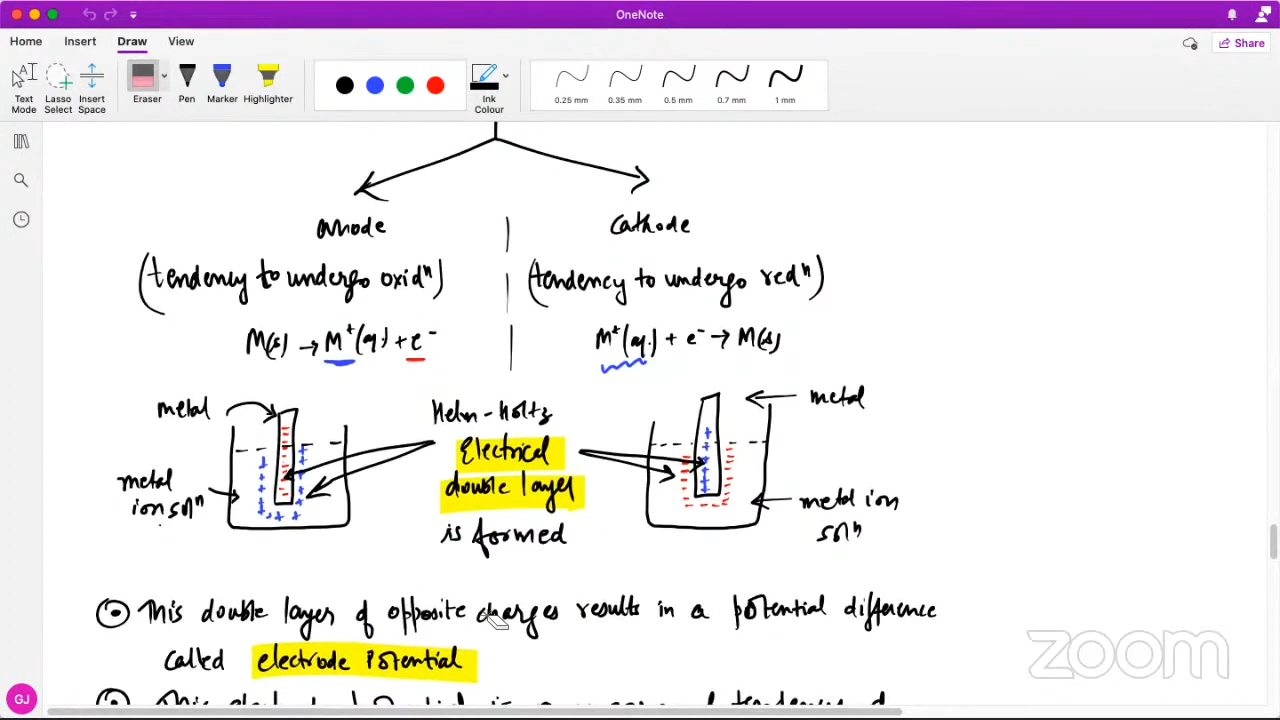 OneNote
Home Insert Draw View
Share
Text Mode
Lasso Select
Insert Space
Eraser
Pen
Marker
Highlighter
Ink Colour
0.25 mm
0.35 mm
0.5 mm
0.7 mm
1 mm
anode
cathode
(tendency to undergo oxidⁿ)
(tendency to undergo redⁿ)
M(s) → M⁺(aq.) + e⁻
M⁺(aq.) + e⁻ → M(s)
metal
Helm-Holtz
metal
Electrical
double layer
is formed
metal
ion solⁿ
metal ion
solⁿ
This double layer of opposite charges results in a potential difference
called electrode Potential
zoom
GJ